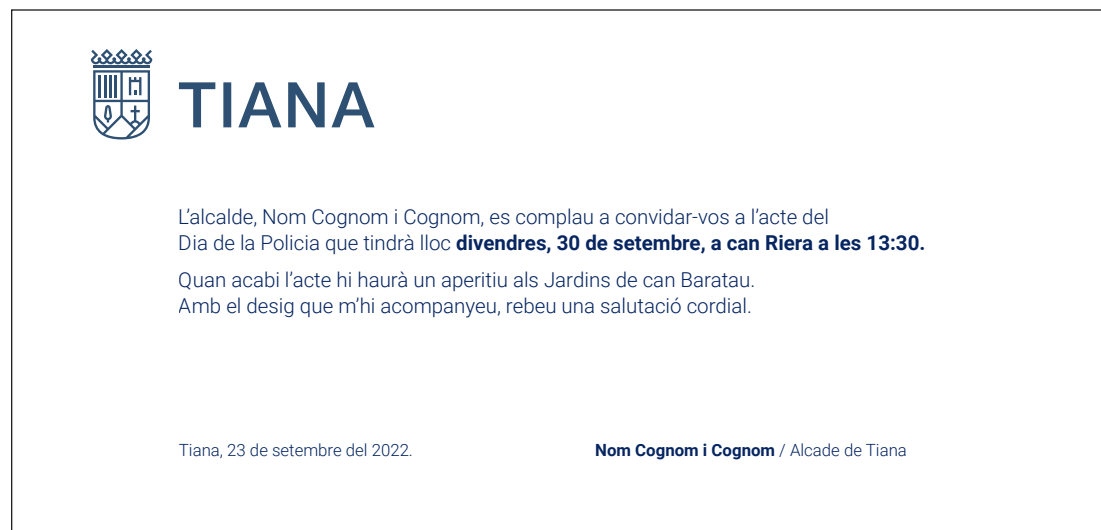 TIANA
L’alcalde, Nom Cognom i Cognom, es complau a convidar-vos a l’acte del
Dia de la Policia que tindrà lloc divendres, 30 de setembre, a can Riera a les 13:30.
Quan acabi l’acte hi haurà un aperitiu als Jardins de can Baratau.
Amb el desig que m’hi acompanyeu, rebeu una salutació cordial.
Tiana, 23 de setembre del 2022. Nom Cognom i Cognom / Alcade de Tiana